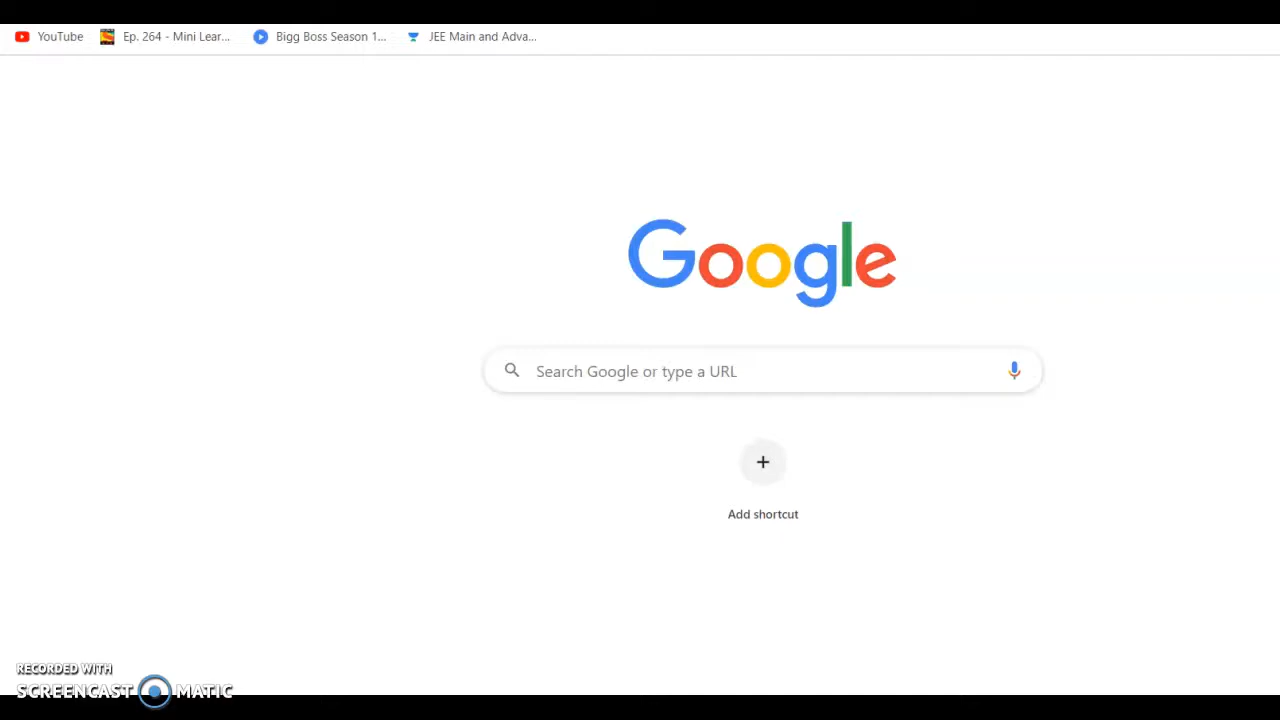 YouTube Ep. 264 - Mini Lear... Bigg Boss Season 1... JEE Main and Adva...
Google
Search Google or type a URL
Add shortcut
RECORDED WITH
SCREENCAST MATIC